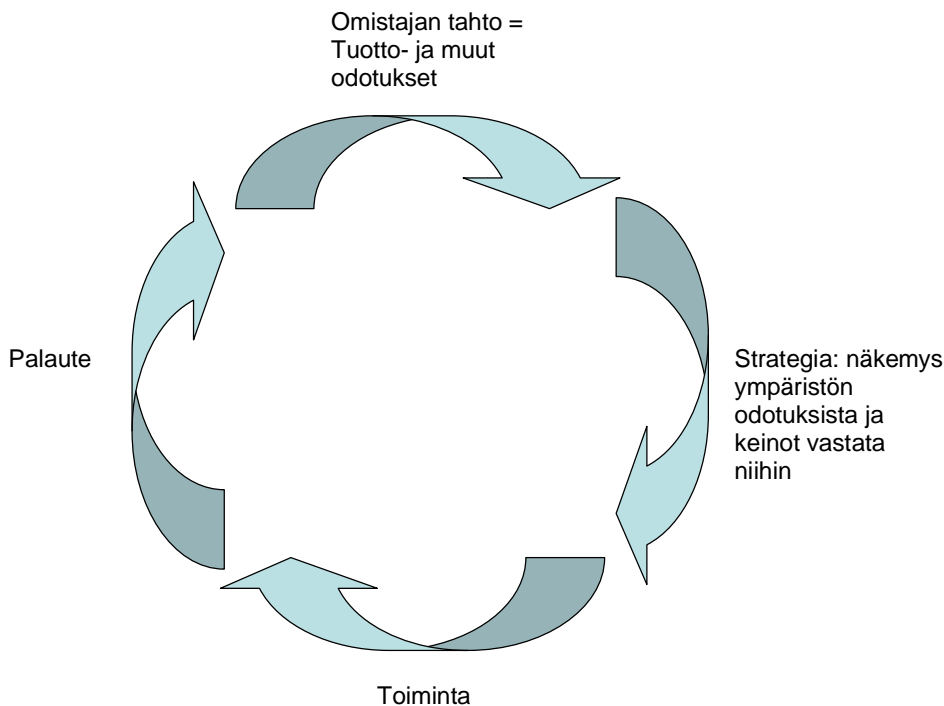 Omistajan tahto =
Tuotto- ja muut
odotukset
Palaute
Strategia: näkemys
ympäristön
odotuksista ja
keinot vastata
niihin
Toiminta